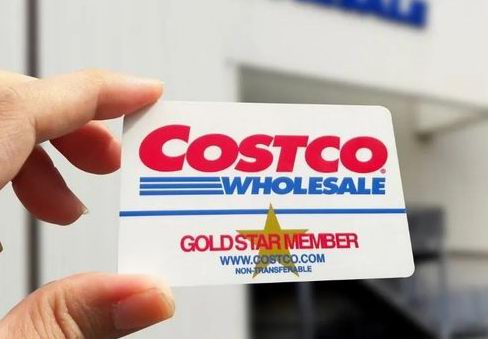 COSTCO
WHOLESALE
GOLD STAR MEMBER
WWW.COSTCO.COM
NON-TRANSFERABLE